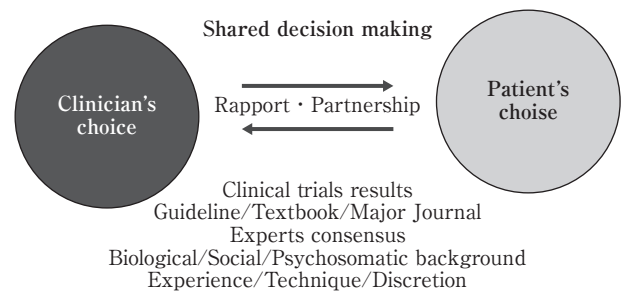 Shared decision making
Clinician's
choice
Rapport・Partnership
Patient's
choise
Clinical trials results
Guideline/Textbook/Major Journal
Experts consensus
Biological/Social/Psychosomatic background
Experience/Technique/Discretion